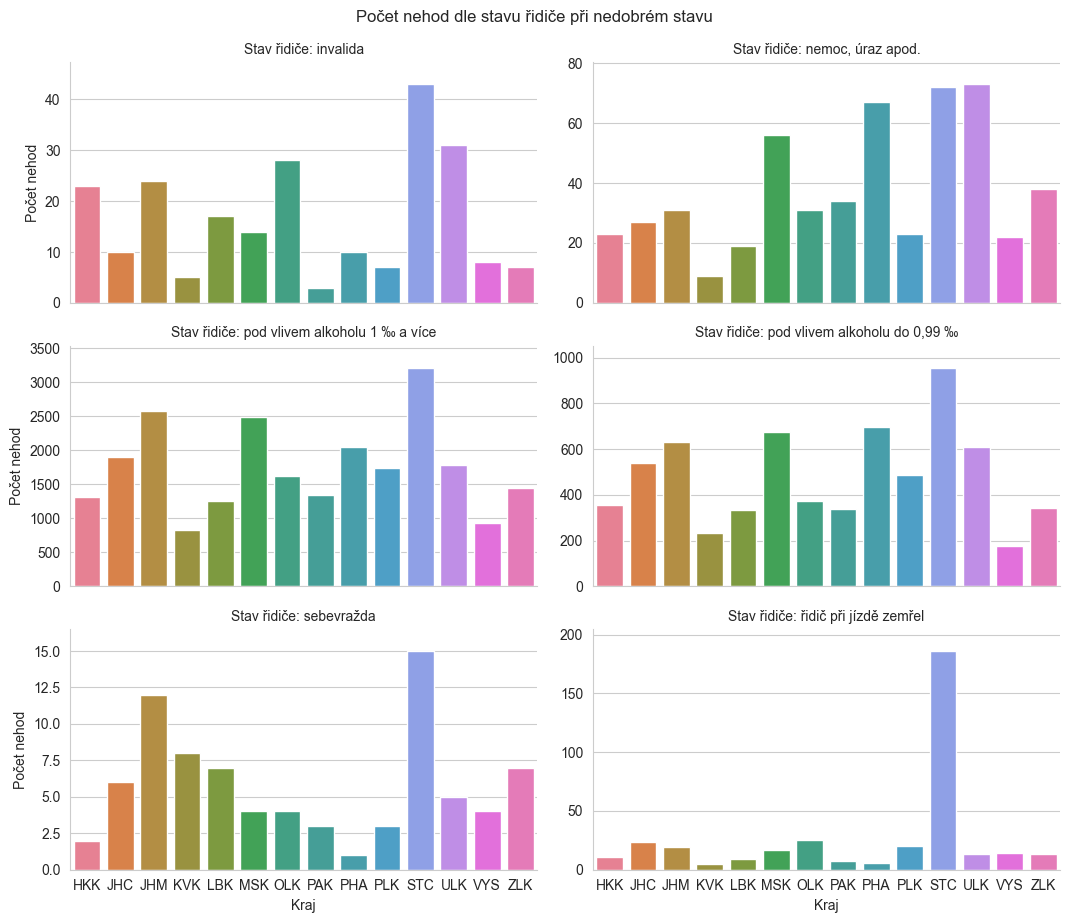 Počet nehod dle stavu řidiče při nedobrém stavu
Stav řidiče: invalida
Počet nehod
40
30
20
10
0
Stav řidiče: nemoc, úraz apod.
80
60
40
20
0
Stav řidiče: pod vlivem alkoholu 1 ‰ a více
Počet nehod
3500
3000
2500
2000
1500
1000
500
0
Stav řidiče: pod vlivem alkoholu do 0,99 ‰
1000
800
600
400
200
0
Stav řidiče: sebevražda
Počet nehod
15.0
12.5
10.0
7.5
5.0
2.5
0.0
HKK JHC JHM KVK LBK MSK OLK PAK PHA PLK STC ULK VYS ZLK
Kraj
Stav řidiče: řidič při jízdě zemřel
200
150
100
50
0
HKK JHC JHM KVK LBK MSK OLK PAK PHA PLK STC ULK VYS ZLK
Kraj